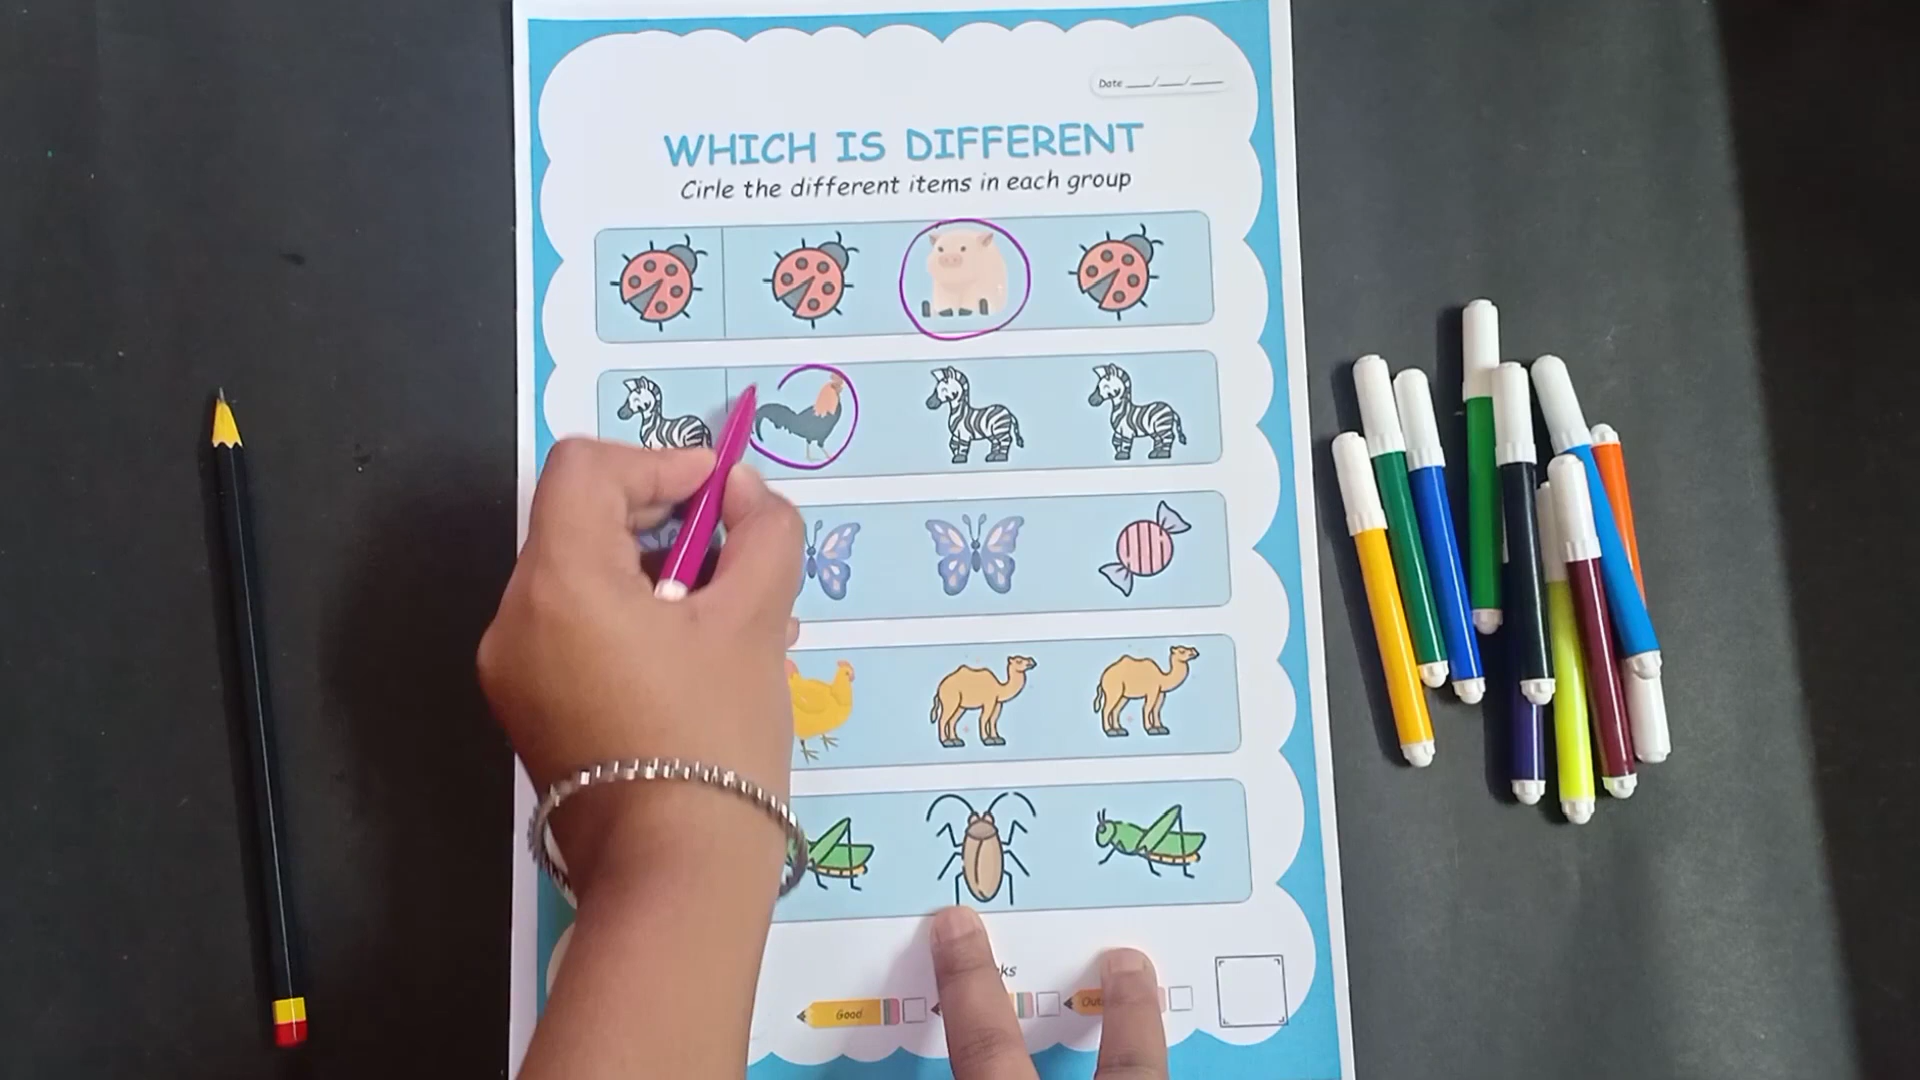 Date ___/___/___
WHICH IS DIFFERENT
Cirle the different items in each group
Good